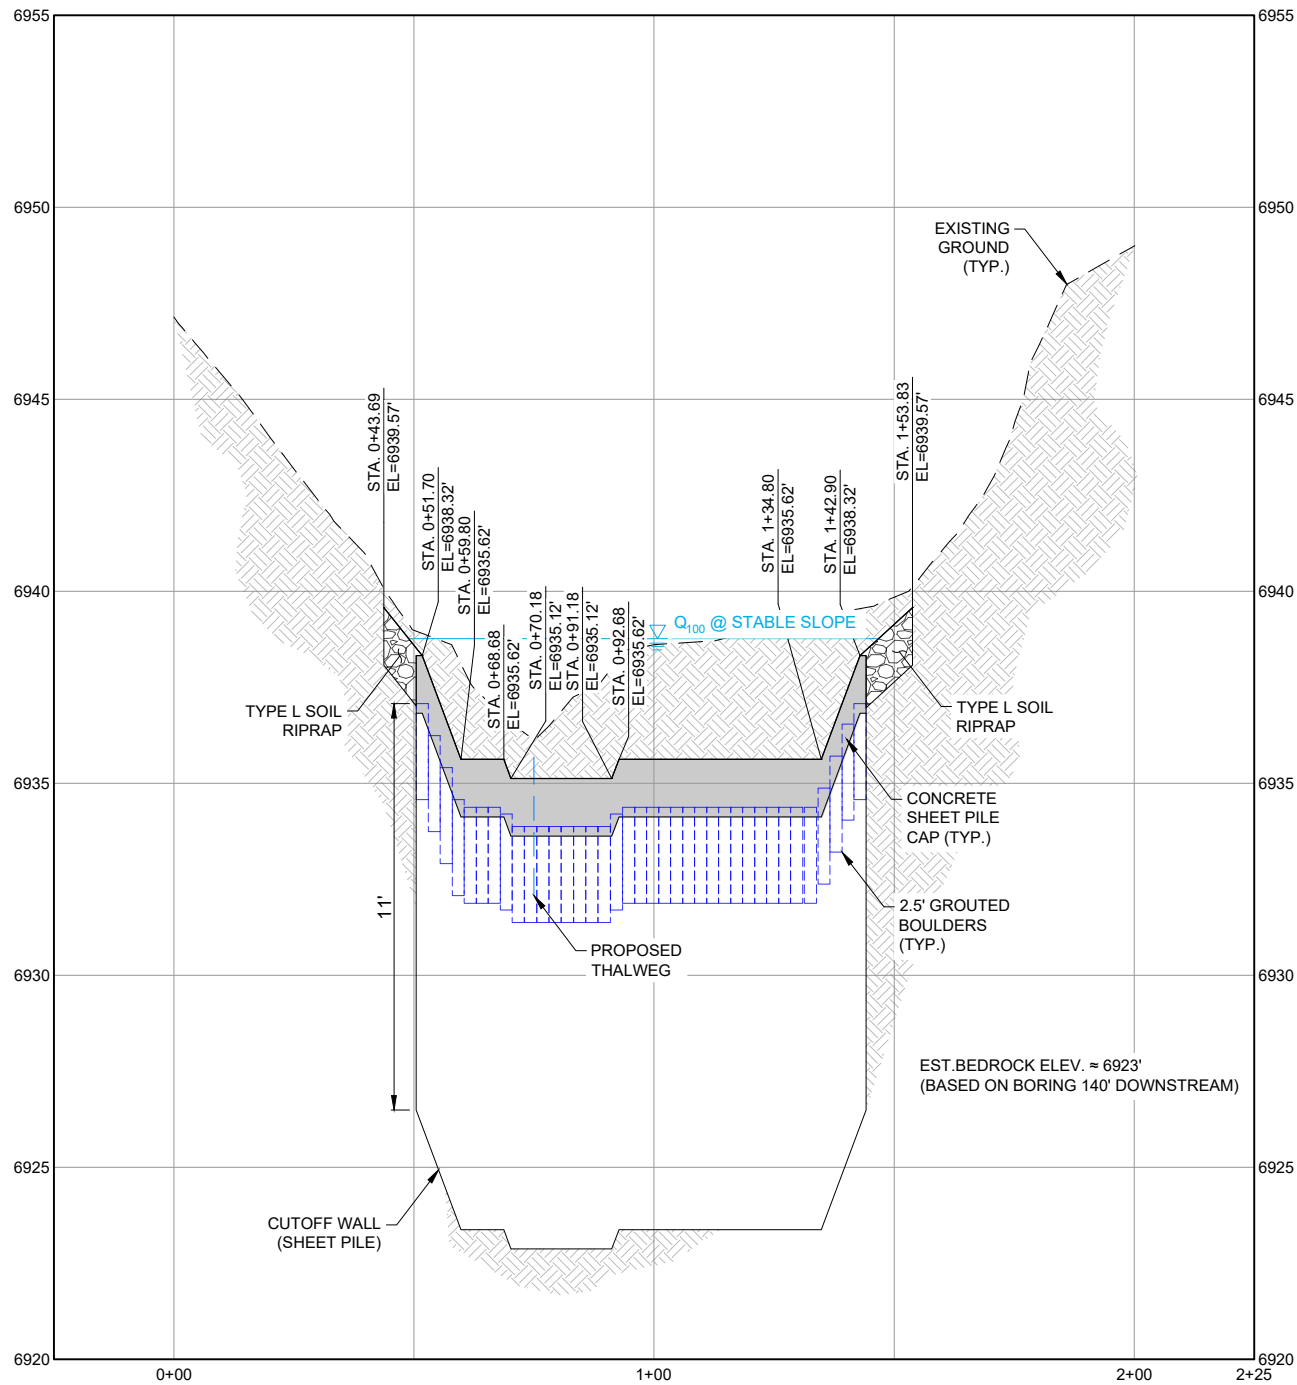 6955
6955
6950
6950
EXISTING
GROUND
(TYP.)
6945
6945
STA. 0+43.69
EL=6939.57'
STA. 0+51.70
EL=6938.32'
STA. 0+59.80
EL=6935.62'
STA. 0+68.68
EL=6935.62'
STA. 0+70.18
EL=6935.12'
STA. 0+91.18
EL=6935.12'
STA. 0+92.68
EL=6935.62'
STA. 1+34.80
EL=6935.62'
STA. 1+42.90
EL=6938.32'
STA. 1+53.83
EL=6939.57'
6940
6940
Q100 @ STABLE SLOPE
TYPE L SOIL
RIPRAP
TYPE L SOIL
RIPRAP
6935
6935
CONCRETE
SHEET PILE
CAP (TYP.)
11'
2.5' GROUTED
BOULDERS
(TYP.)
PROPOSED
THALWEG
6930
6930
EST.BEDROCK ELEV. ≈ 6923'
(BASED ON BORING 140' DOWNSTREAM)
6925
6925
CUTOFF WALL
(SHEET PILE)
6920
6920
0+00
1+00
2+00
2+25